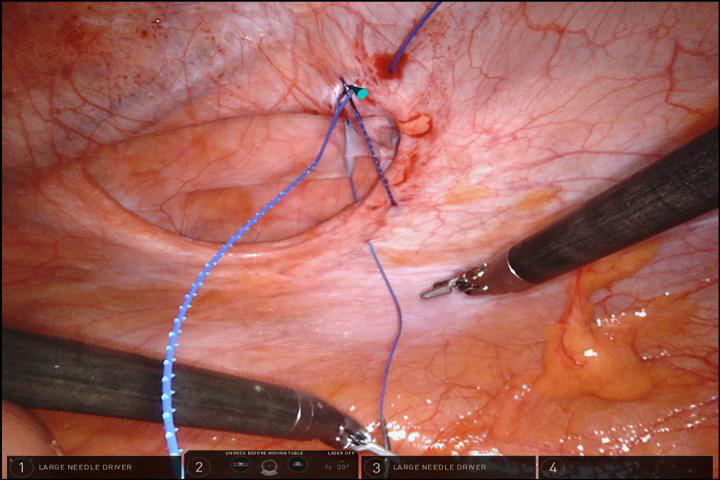 UNDOCK BEFORE MOVING TABLE LASER OFF
1 LARGE NEEDLE DRIVER 2 1x 30° 3 LARGE NEEDLE DRIVER 4